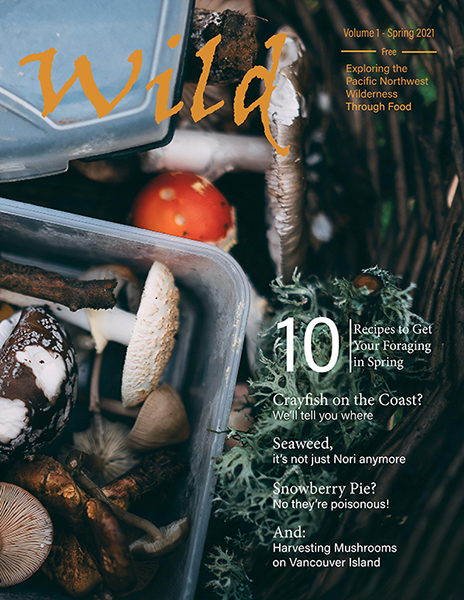 Wild
Volume 1 - Spring 2021
Free
Exploring the
Pacific Northwest
Wilderness
Through Food
10
Recipes to Get
Your Foraging
in Spring
Crayfish on the Coast?
We'll tell you where
Seaweed,
it's not just Nori anymore
Snowberry Pie?
No they're poisonous!
And:
Harvesting Mushrooms
on Vancouver Island